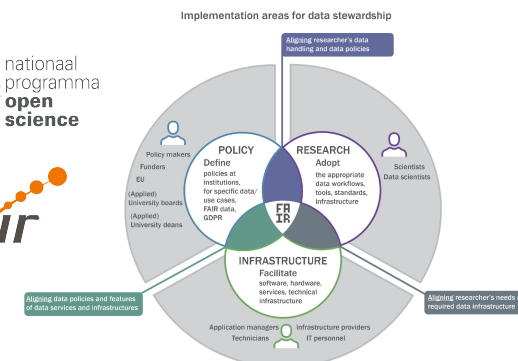 Implementation areas for data stewardship
nationaal
programma
open
science
Aligning researcher's data
handling and data policies
Policy makers
Funders
EU
(Applied)
University boards
(Applied)
University deans
POLICY
Define
policies at
institutions,
for specific data/
use cases,
FAIR data,
GDPR
RESEARCH
Adopt
the appropriate
data workflows,
tools, standards,
infrastructure
Scientists
Data scientists
FA
IR
INFRASTRUCTURE
Facilitate
software, hardware,
services, technical
infrastructure
Aligning data policies and features
of data services and infrastructures
Aligning researcher's needs
required data infrastructure
Application managers
Infrastructure providers
Technicians
IT personnel